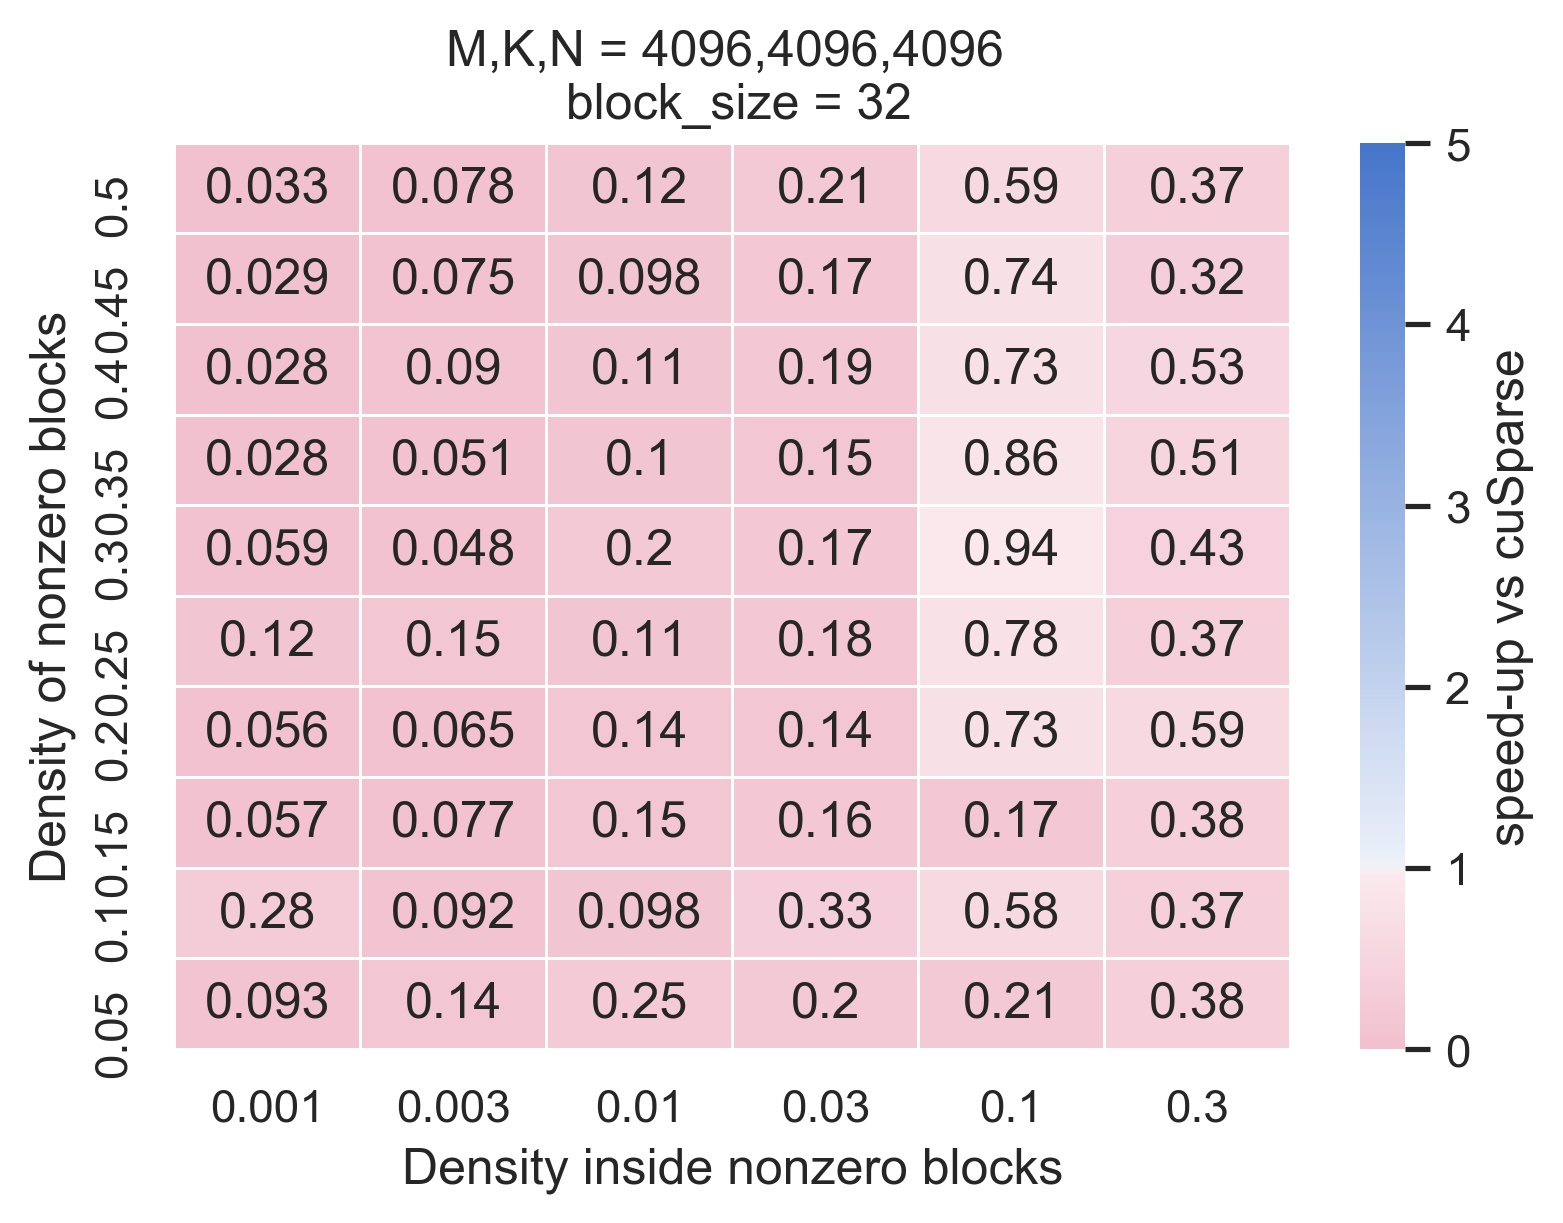 M,K,N = 4096,4096,4096
block_size = 32
Density of nonzero blocks
0.5 0.033 0.078 0.12 0.21 0.59 0.37
0.45 0.029 0.075 0.098 0.17 0.74 0.32
0.4 0.028 0.09 0.11 0.19 0.73 0.53
0.35 0.028 0.051 0.1 0.15 0.86 0.51
0.3 0.059 0.048 0.2 0.17 0.94 0.43
0.25 0.12 0.15 0.11 0.18 0.78 0.37
0.2 0.056 0.065 0.14 0.14 0.73 0.59
0.15 0.057 0.077 0.15 0.16 0.17 0.38
0.1 0.28 0.092 0.098 0.33 0.58 0.37
0.05 0.093 0.14 0.25 0.2 0.21 0.38
0.001 0.003 0.01 0.03 0.1 0.3
Density inside nonzero blocks
5
4
3
2
1
0
speed-up vs cuSparse